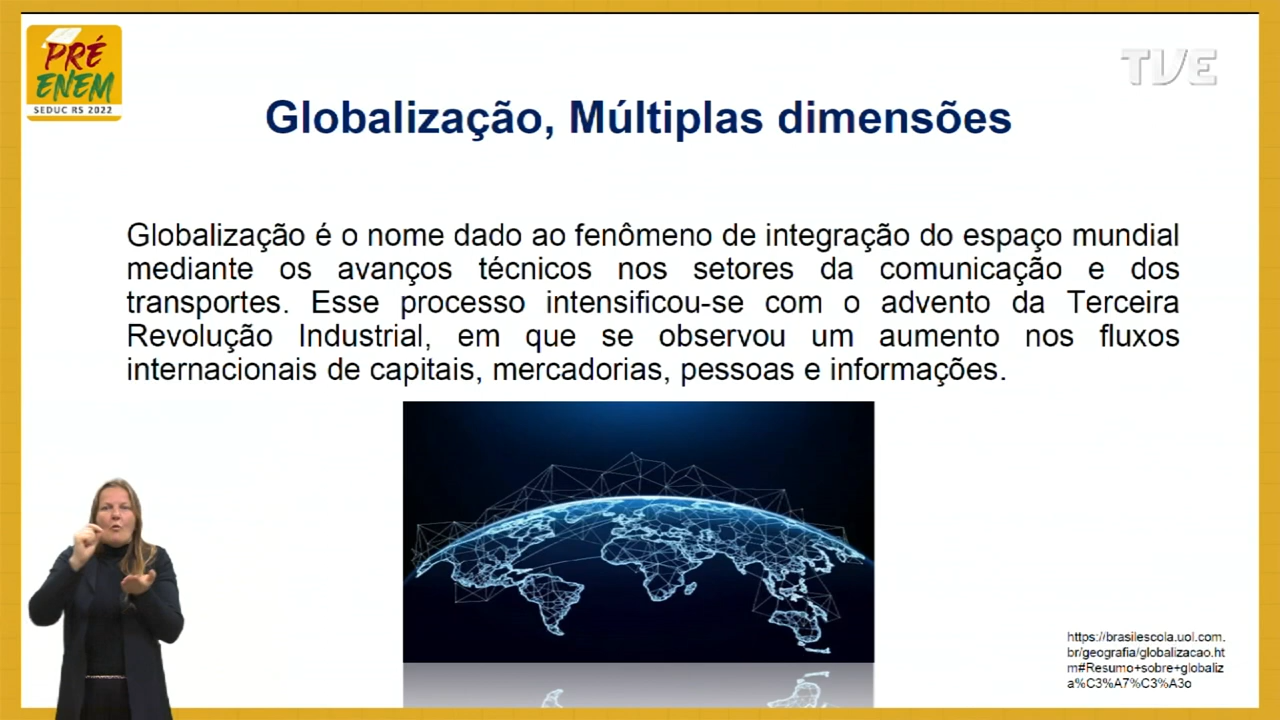 PRÉ
ENEM
SEDUC RS 2022
TVE
Globalização, Múltiplas dimensões
Globalização é o nome dado ao fenômeno de integração do espaço mundial
mediante os avanços técnicos nos setores da comunicação e dos
transportes. Esse processo intensificou-se com o advento da Terceira
Revolução Industrial, em que se observou um aumento nos fluxos
internacionais de capitais, mercadorias, pessoas e informações.
https://brasilescola.uol.com.
br/geografia/globalizacao.ht
m#Resumo+sobre+globaliz
a%C3%A7%C3%A3o